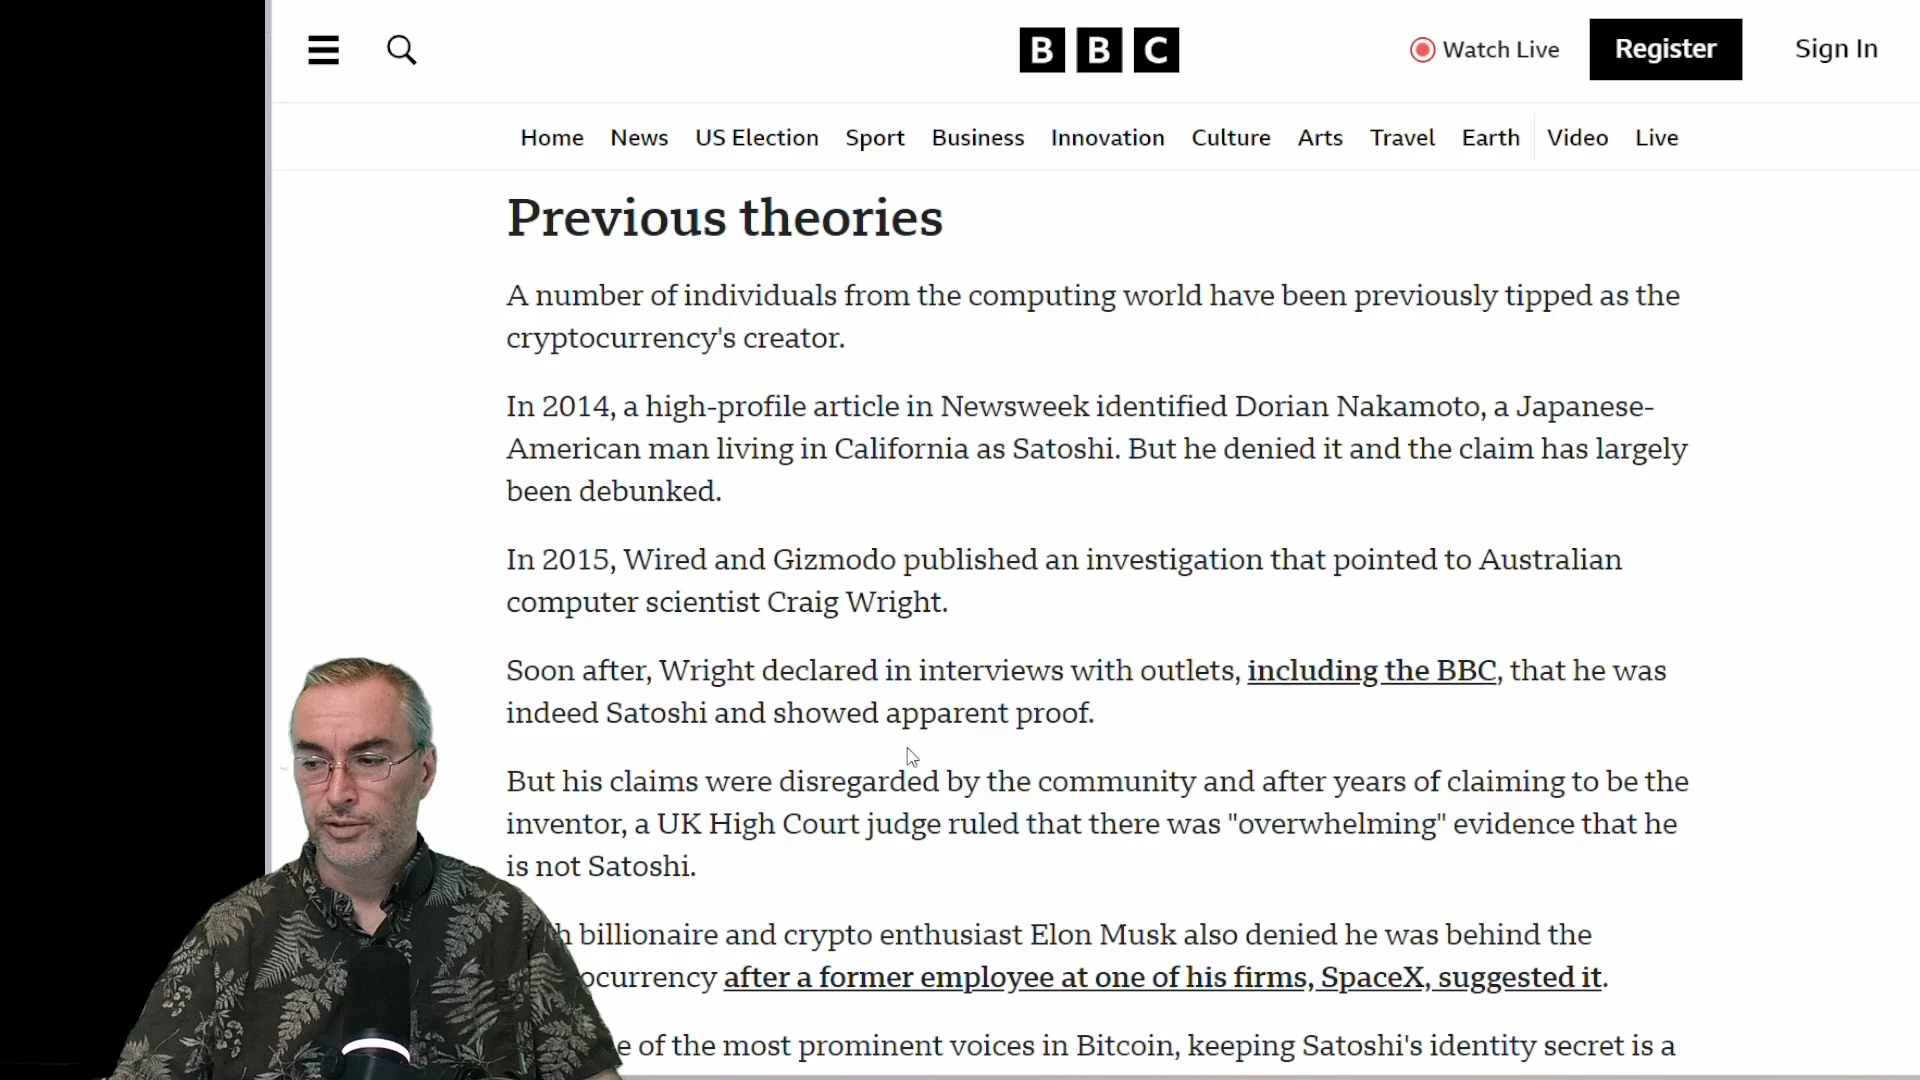 BBC
Watch Live
Register
Sign In
Home News US Election Sport Business Innovation Culture Arts Travel Earth Video Live
Previous theories
A number of individuals from the computing world have been previously tipped as the
cryptocurrency's creator.
In 2014, a high-profile article in Newsweek identified Dorian Nakamoto, a Japanese-
American man living in California as Satoshi. But he denied it and the claim has largely
been debunked.
In 2015, Wired and Gizmodo published an investigation that pointed to Australian
computer scientist Craig Wright.
Soon after, Wright declared in interviews with outlets, including the BBC, that he was
indeed Satoshi and showed apparent proof.
But his claims were disregarded by the community and after years of claiming to be the
inventor, a UK High Court judge ruled that there was "overwhelming" evidence that he
is not Satoshi.
billionaire and crypto enthusiast Elon Musk also denied he was behind the
after a former employee at one of his firms, SpaceX, suggested it.
of the most prominent voices in Bitcoin, keeping Satoshi's identity secret is a